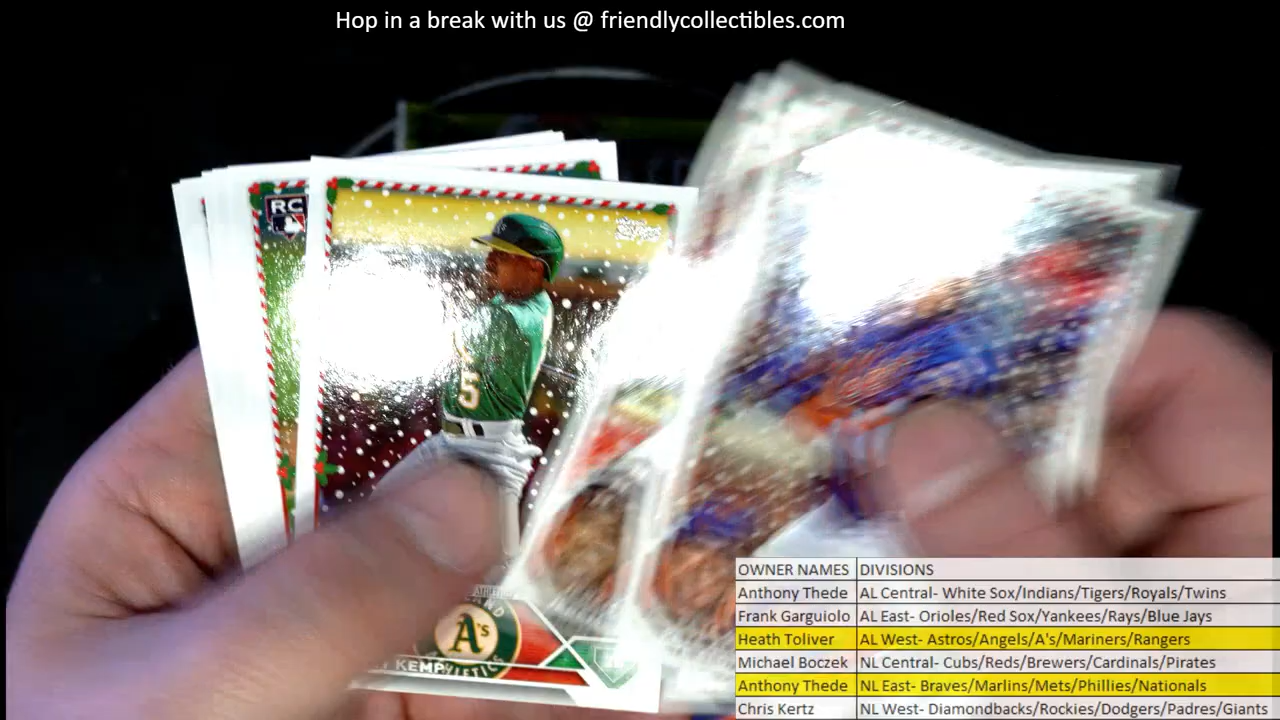 Hop in a break with us @ friendlycollectibles.com
RC
5
A's
KEMP
OWNER NAMES DIVISIONS
Anthony Thede AL Central- White Sox/Indians/Tigers/Royals/Twins
Frank Garguiolo AL East- Orioles/Red Sox/Yankees/Rays/Blue Jays
Heath Toliver AL West- Astros/Angels/A's/Mariners/Rangers
Michael Boczek NL Central- Cubs/Reds/Brewers/Cardinals/Pirates
Anthony Thede NL East- Braves/Marlins/Mets/Phillies/Nationals
Chris Kertz NL West- Diamondbacks/Rockies/Dodgers/Padres/Giants